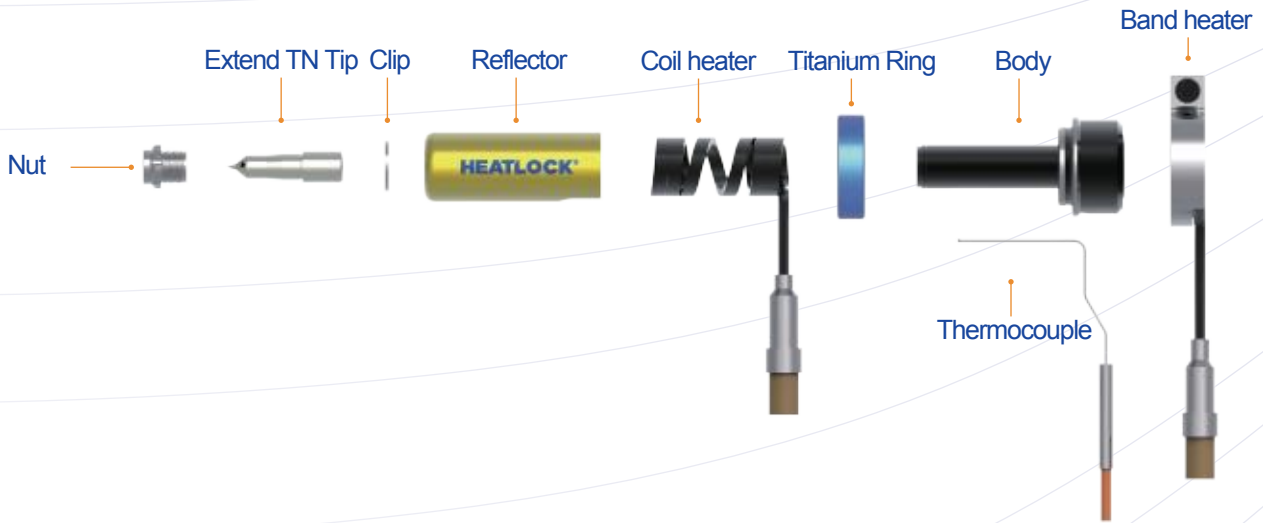 Band heater
Extend TN Tip
Clip
Reflector
Coil heater
Titanium Ring
Body
Nut
HEATLOCK®
Thermocouple